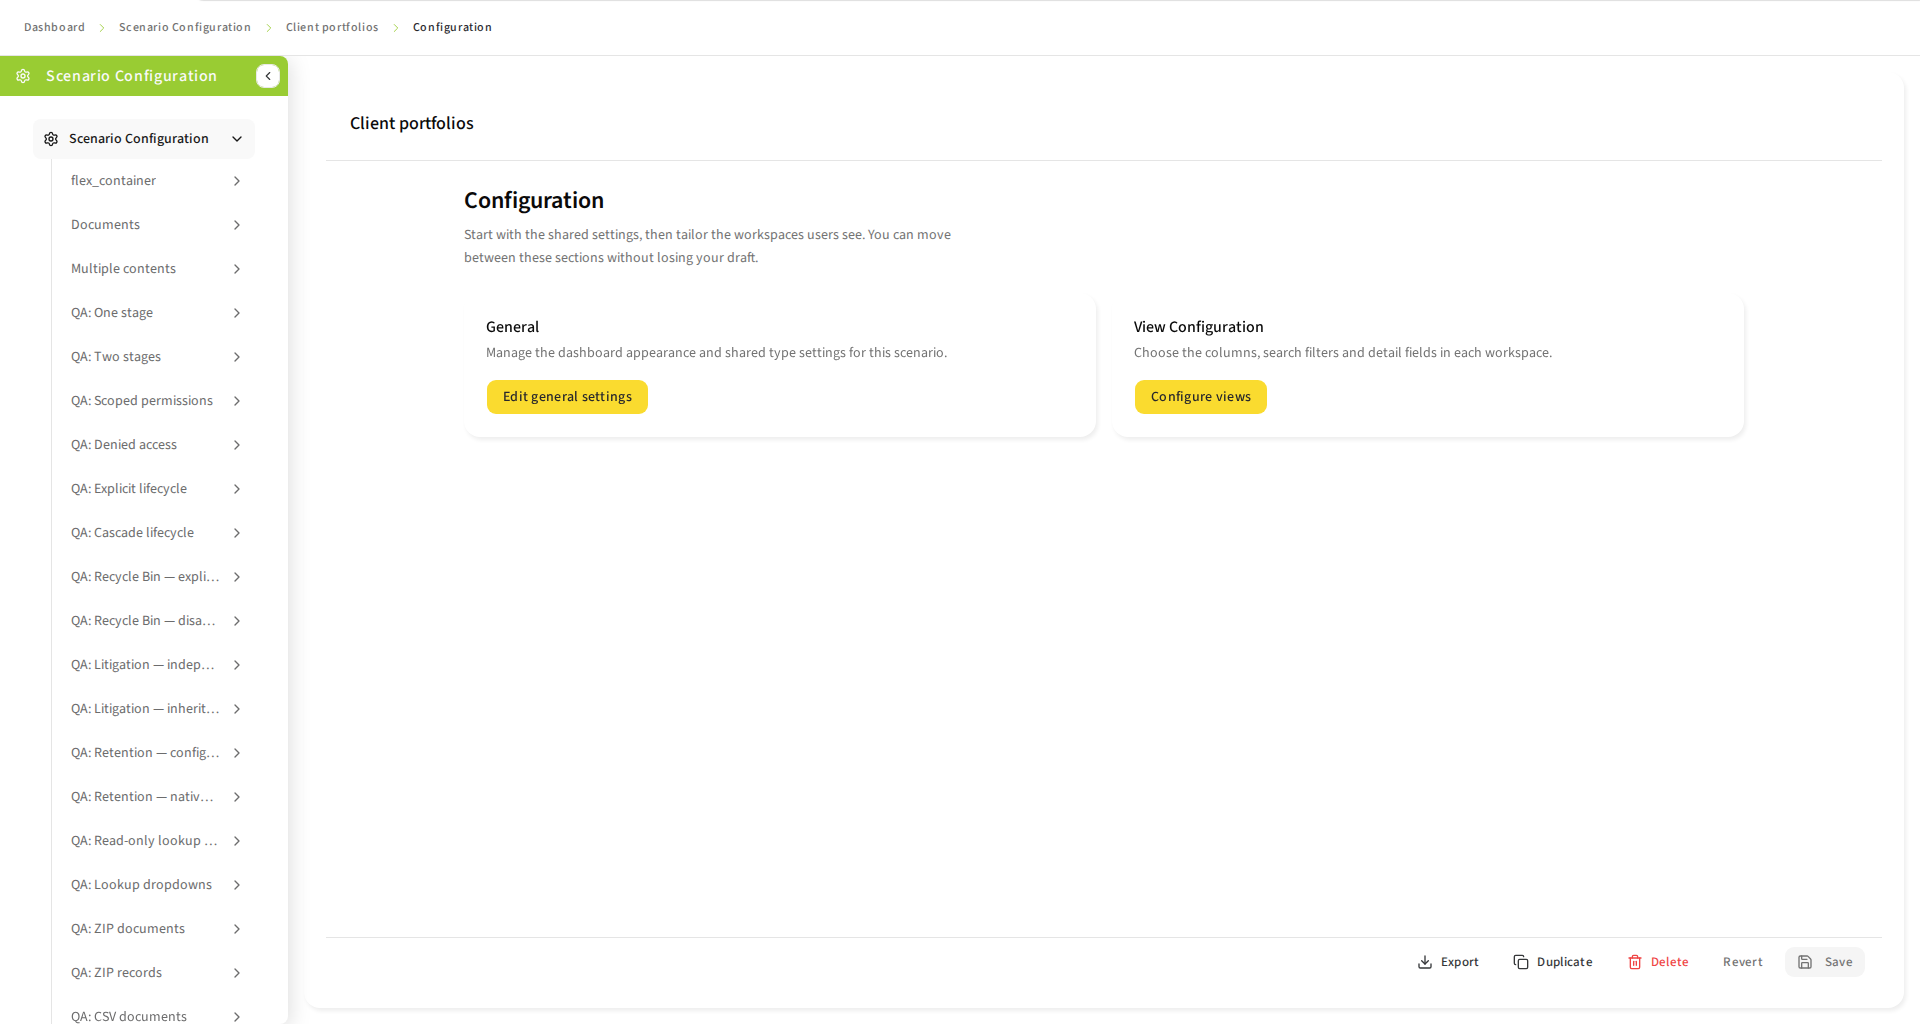 Dashboard > Scenario Configuration > Client portfolios > Configuration
Scenario Configuration
Scenario Configuration
flex_container
Documents
Multiple contents
QA: One stage
QA: Two stages
QA: Scoped permissions
QA: Denied access
QA: Explicit lifecycle
QA: Cascade lifecycle
QA: Recycle Bin — expli...
QA: Recycle Bin — disa...
QA: Litigation — indep...
QA: Litigation — inherit...
QA: Retention — config...
QA: Retention — nativ...
QA: Read-only lookup ...
QA: Lookup dropdowns
QA: ZIP documents
QA: ZIP records
QA: CSV documents
Client portfolios
Configuration
Start with the shared settings, then tailor the workspaces users see. You can move
between these sections without losing your draft.
General
Manage the dashboard appearance and shared type settings for this scenario.
Edit general settings
View Configuration
Choose the columns, search filters and detail fields in each workspace.
Configure views
Export Duplicate Delete Revert Save